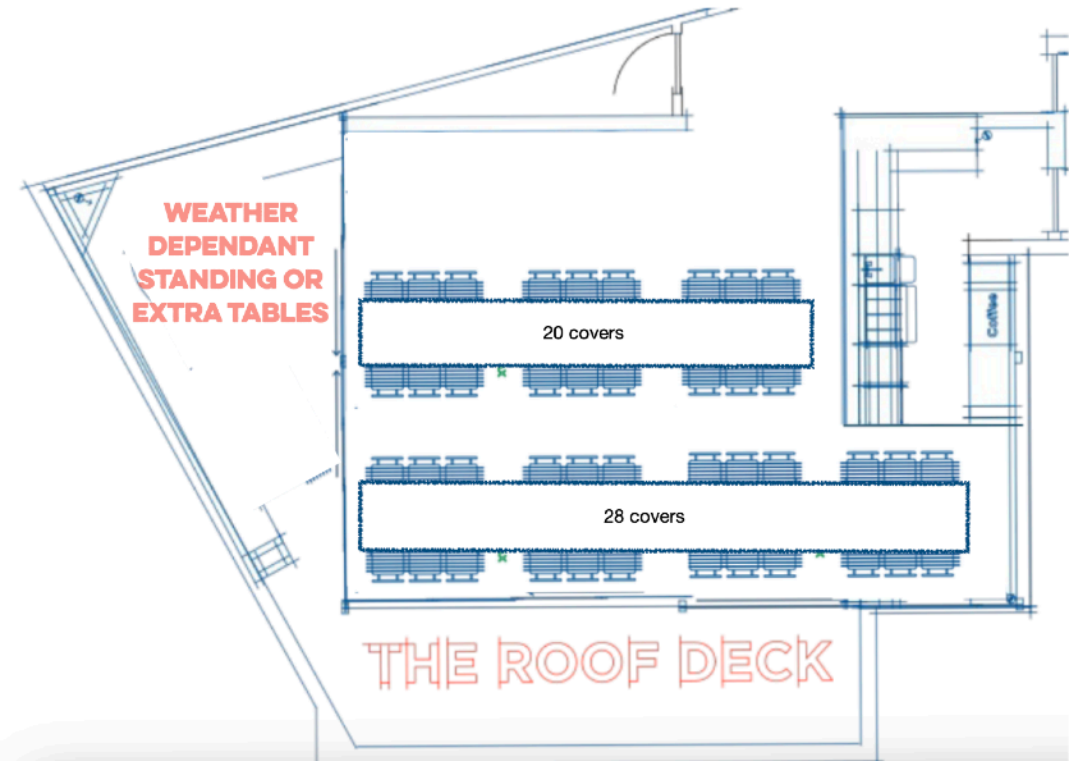 WEATHER
DEPENDANT
STANDING OR
EXTRA TABLES
20 covers
Coffee
28 covers
THE ROOF DECK